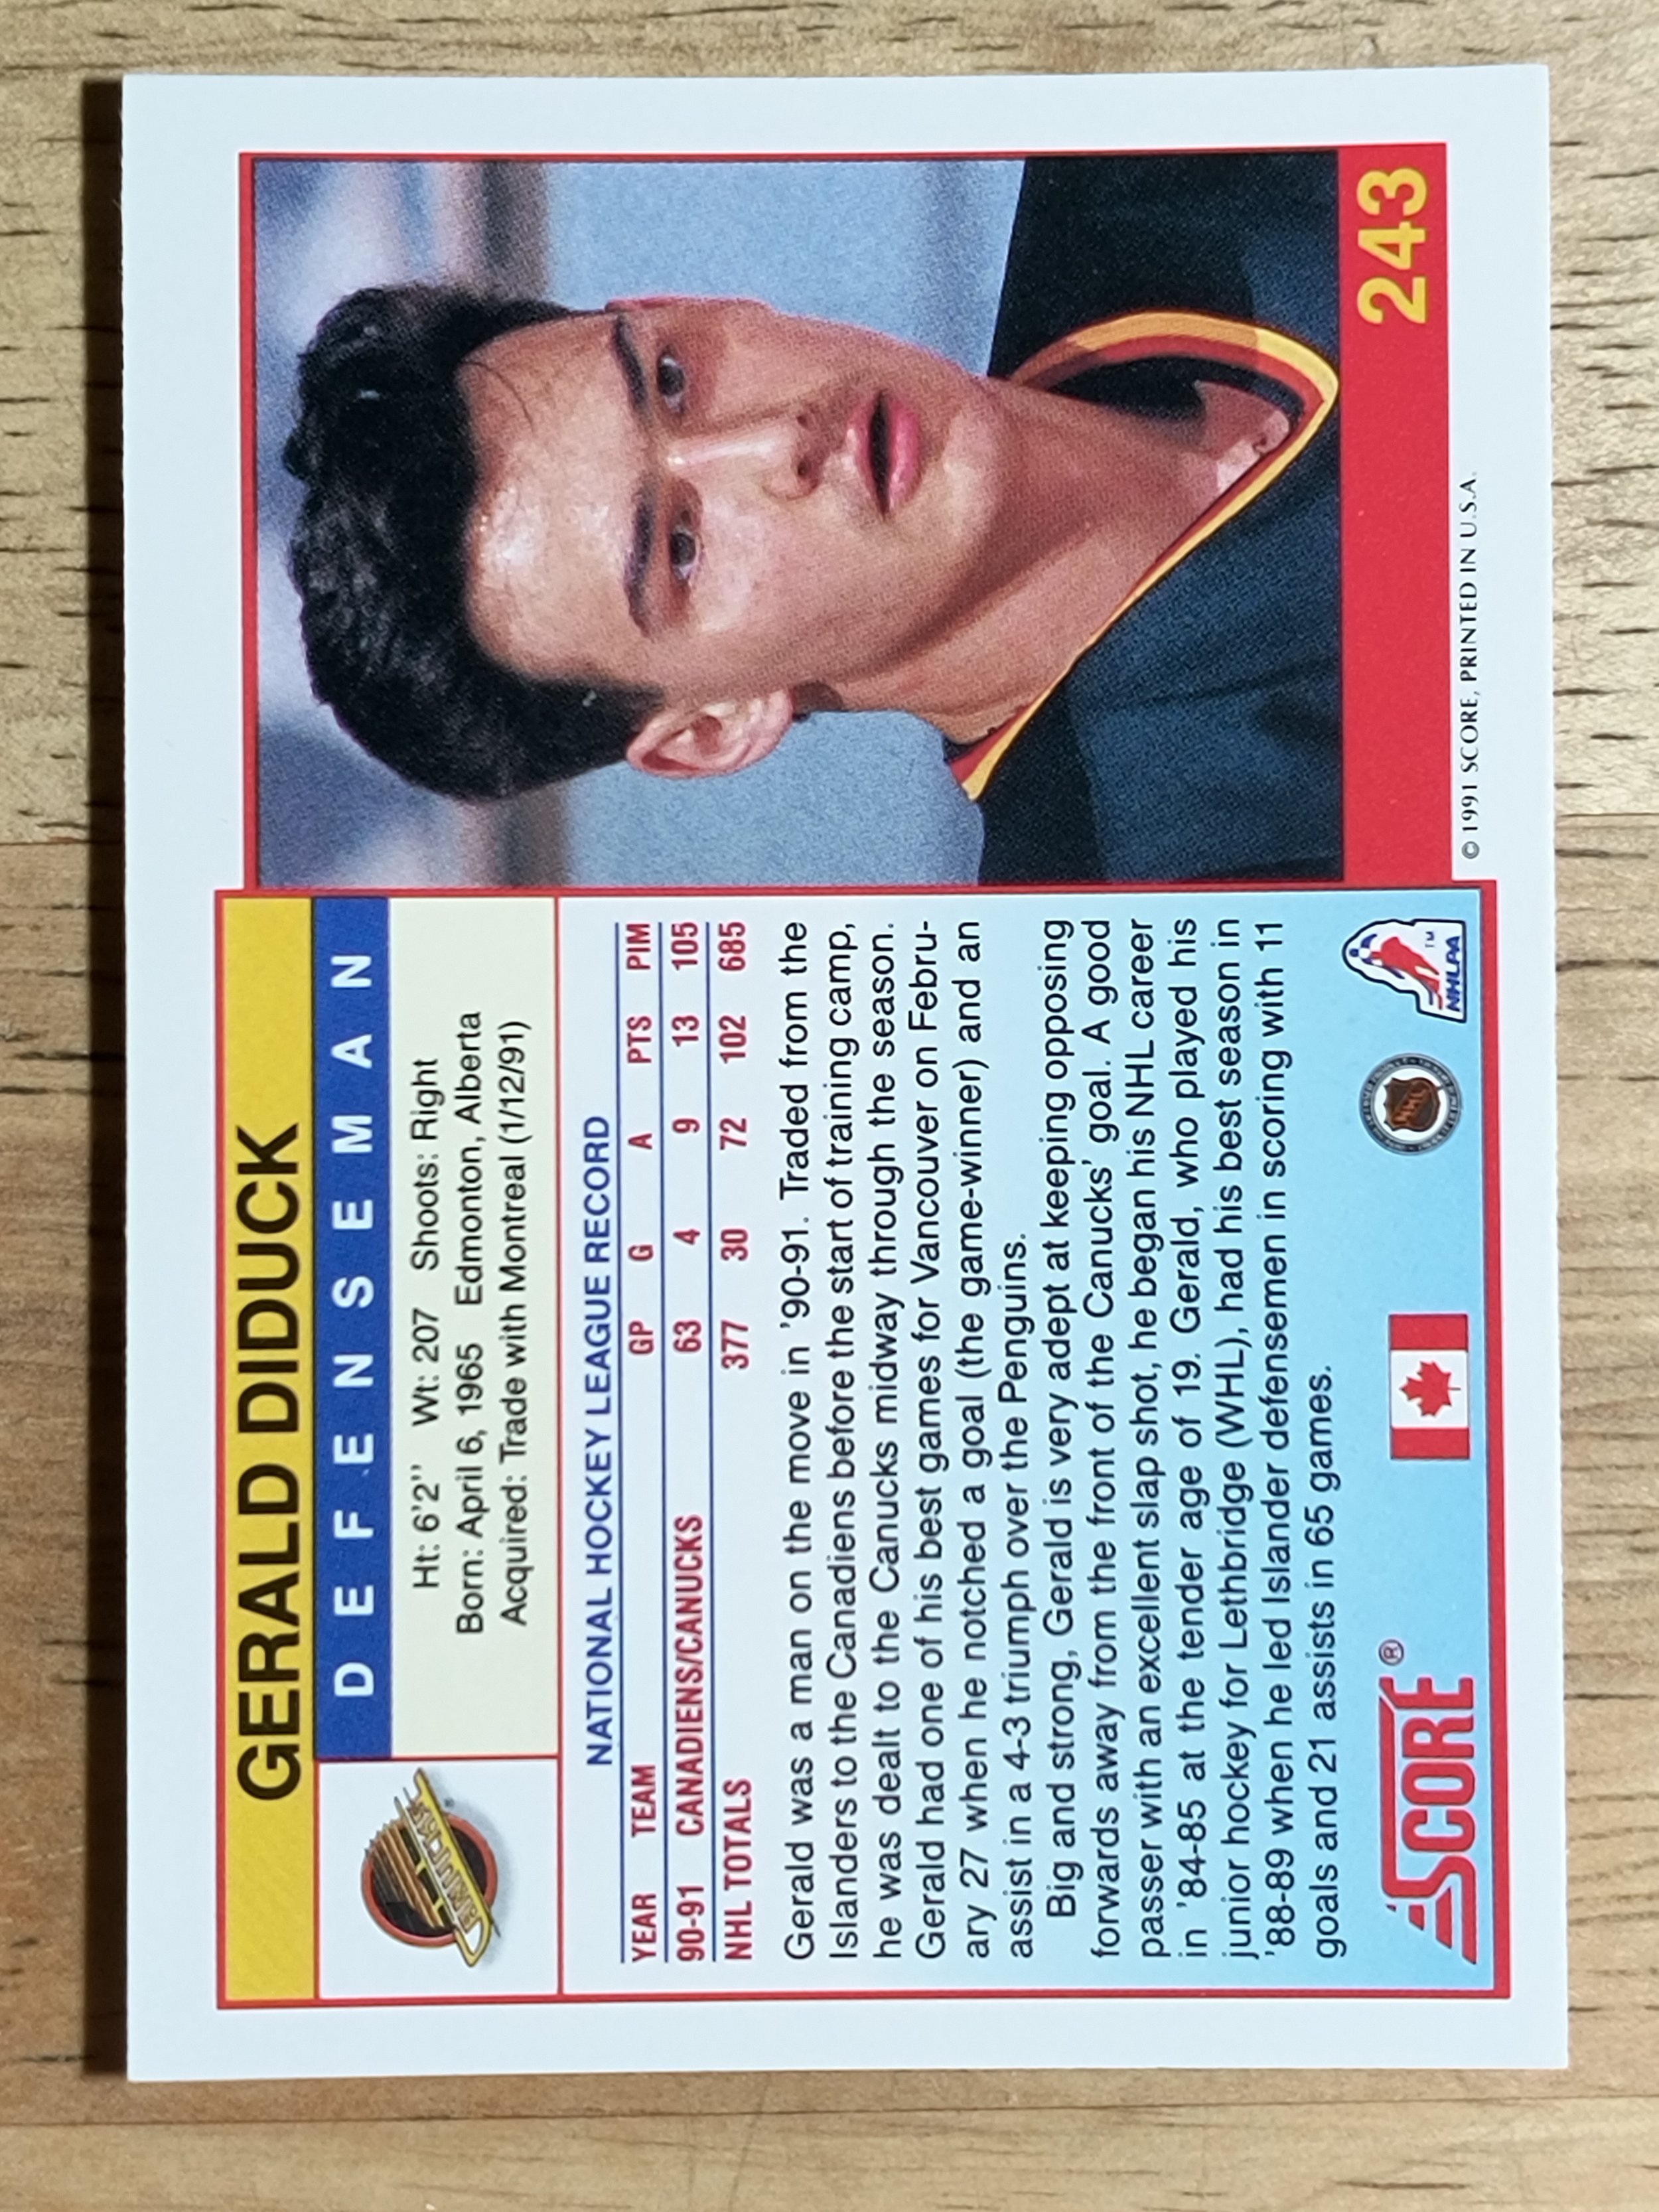 GERALD DIDUCK
DEFENSEMAN
CANUCKS
®
Ht: 6'2" Wt: 207 Shoots: Right
Born: April 6, 1965 Edmonton, Alberta
Acquired: Trade with Montreal (1/12/91)
NATIONAL HOCKEY LEAGUE RECORD
YEAR TEAM GP G A PTS PIM
90-91 CANADIENS/CANUCKS 63 4 9 13 105
NHL TOTALS 377 30 72 102 685
Gerald was a man on the move in '90-91. Traded from the
Islanders to the Canadiens before the start of training camp,
he was dealt to the Canucks midway through the season.
Gerald had one of his best games for Vancouver on Febru-
ary 27 when he notched a goal (the game-winner) and an
assist in a 4-3 triumph over the Penguins.
Big and strong, Gerald is very adept at keeping opposing
forwards away from the front of the Canucks' goal. A good
passer with an excellent slap shot, he began his NHL career
in '84-85 at the tender age of 19. Gerald, who played his
junior hockey for Lethbridge (WHL), had his best season in
'88-89 when he led Islander defensemen in scoring with 11
goals and 21 assists in 65 games.
SCORE®
NHL
NHLPA™
243
© 1991 SCORE, PRINTED IN U.S.A.